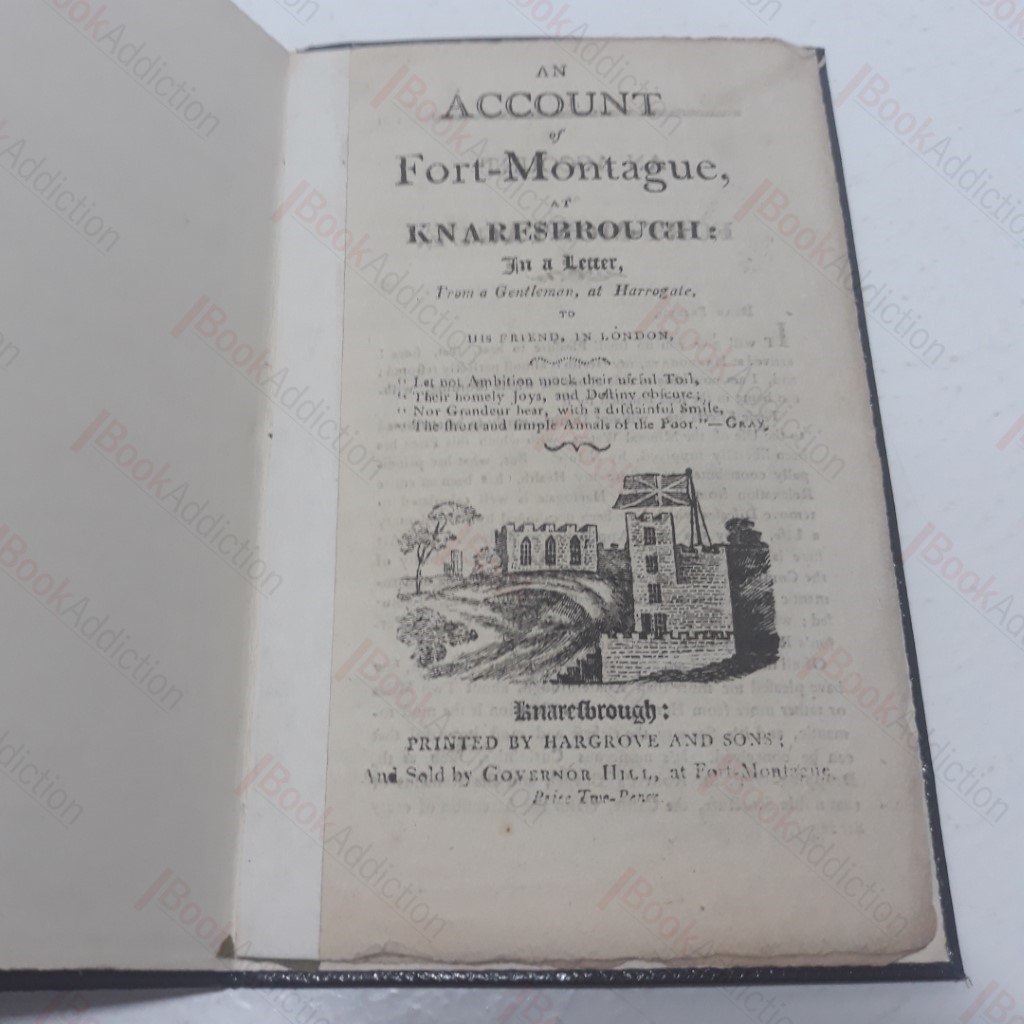 AN
ACCOUNT
of
Fort-Montague,
AT
KNARESBROUGH:
In a Letter,
From a Gentleman, at Harrogate,
TO
HIS FRIEND, IN LONDON.
" Let not Ambition mock their uſeful Toil,
" Their homely Joys, and Deſtiny obſcure;
" Nor Grandeur hear, with a diſdainful Smile,
The ſhort and ſimple Annals of the Poor."—GRAY.
Knareſbrough:
PRINTED BY HARGROVE AND SONS;
And Sold by GOVERNOR HILL, at Fort-Montague.
Price Two-Pence.
BookAddiction